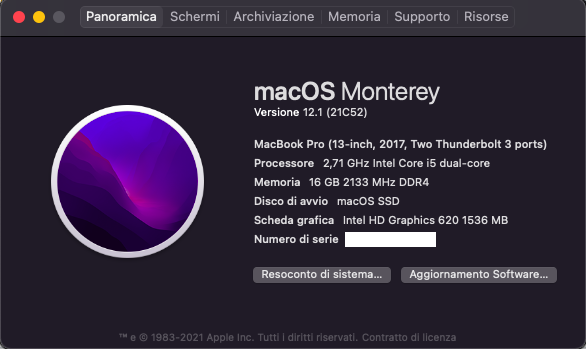 Panoramica Schermi Archiviazione Memoria Supporto Risorse
macOS Monterey
Versione 12.1 (21C52)
MacBook Pro (13-inch, 2017, Two Thunderbolt 3 ports)
Processore 2,71 GHz Intel Core i5 dual-core
Memoria 16 GB 2133 MHz DDR4
Disco di avvio macOS SSD
Scheda grafica Intel HD Graphics 620 1536 MB
Numero di serie
Resoconto di sistema... Aggiornamento Software...
™ e © 1983-2021 Apple Inc. Tutti i diritti riservati. Contratto di licenza